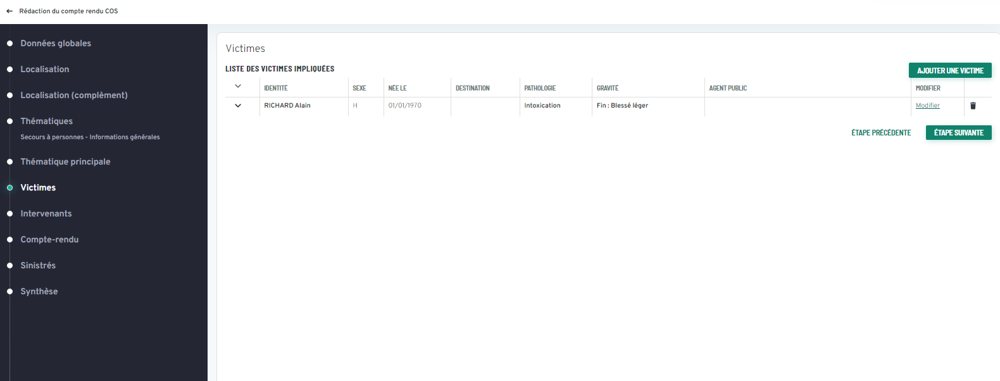 Rédaction du compte rendu COS
Données globales
Localisation
Localisation (complèment)
Thématiques
Secours à personnes - Informations générales
Thématique principale
Victimes
Intervenants
Compte-rendu
Sinistrés
Synthèse
Victimes
LISTE DES VICTIMES IMPLIQUÉES
AJOUTER UNE VICTIME
IDENTITÉ SEXE NÉE LE DESTINATION PATHOLOGIE GRAVITÉ AGENT PUBLIC MODIFIER
RICHARD Alain H 01/01/1970 Intoxication Fin : Blessé léger Modifier
ÉTAPE PRÉCÉDENTE ÉTAPE SUIVANTE